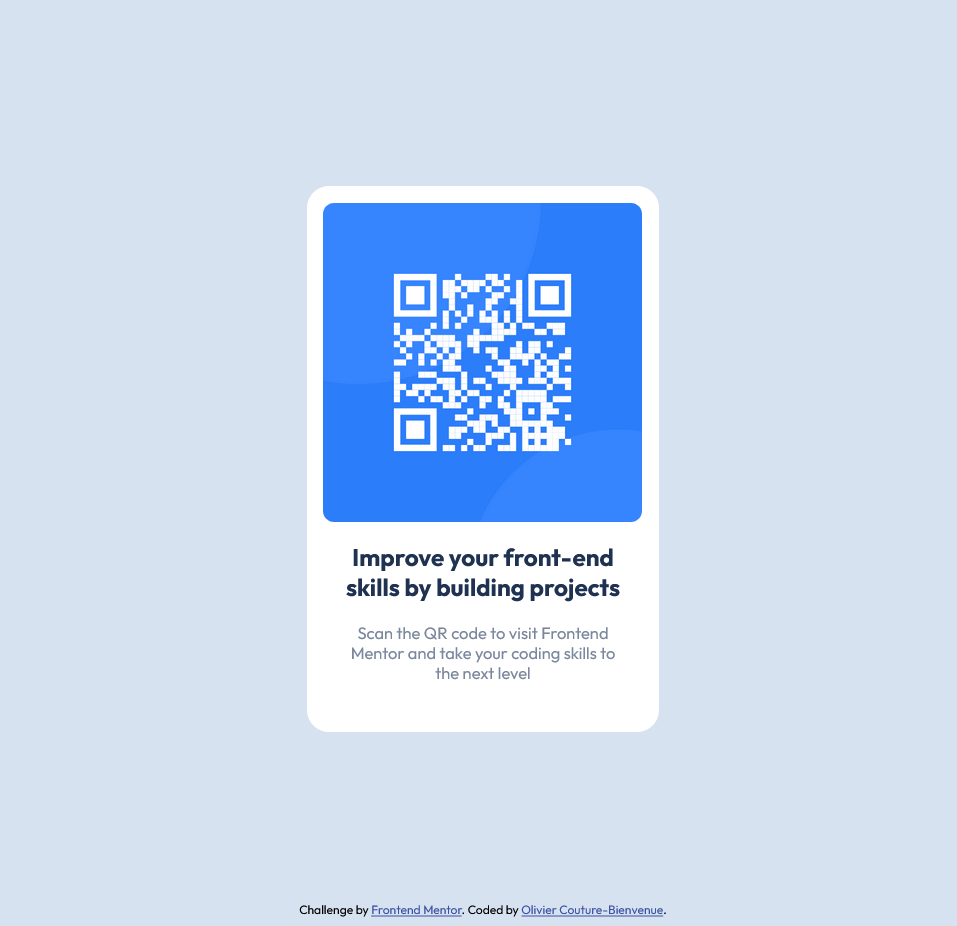 Improve your front-end
skills by building projects
Scan the QR code to visit Frontend
Mentor and take your coding skills to
the next level
Challenge by Frontend Mentor. Coded by Olivier Couture-Bienvenue.